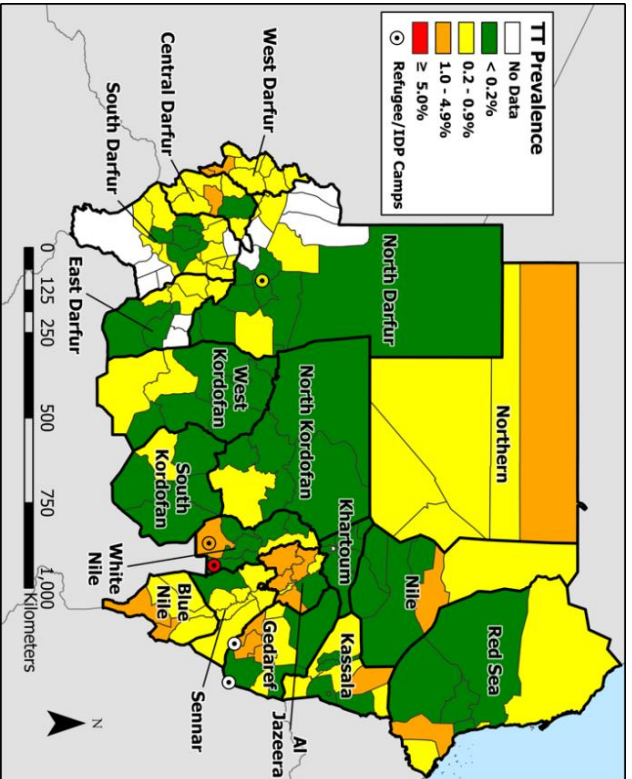 TT Prevalence
No Data
< 0.2%
0.2 - 0.9%
1.0 - 4.9%
≥ 5.0%
Refugee/IDP Camps
Northern
Red Sea
North Darfur
Nile
Khartoum
Kassala
North Kordofan
West Darfur
Central Darfur
South Darfur
East Darfur
West
Kordofan
South
Kordofan
White
Nile
Blue
Nile
Gedaref
Al
Jazeera
Sennar
0 125 250 500 750 1,000
Kilometers
N